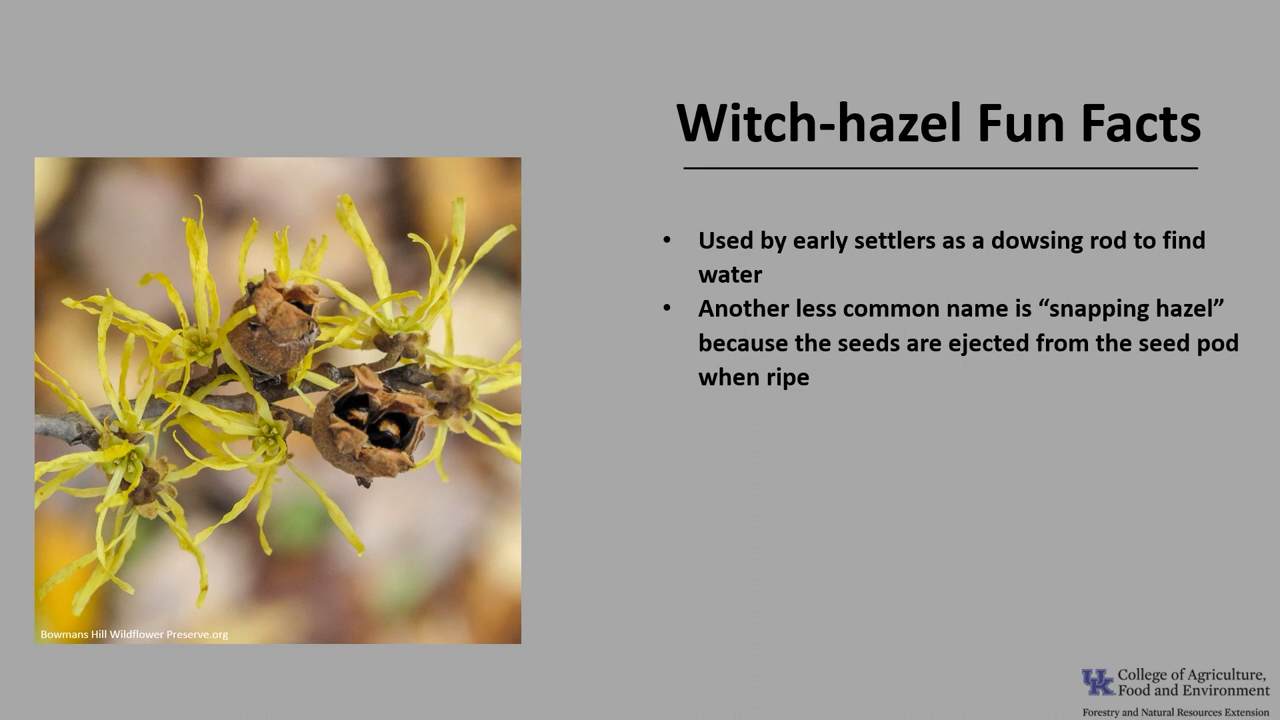 Witch-hazel Fun Facts
• Used by early settlers as a dowsing rod to find
water
• Another less common name is “snapping hazel”
because the seeds are ejected from the seed pod
when ripe
Bowmans Hill Wildflower Preserve.org
UK College of Agriculture,
Food and Environment
Forestry and Natural Resources Extension